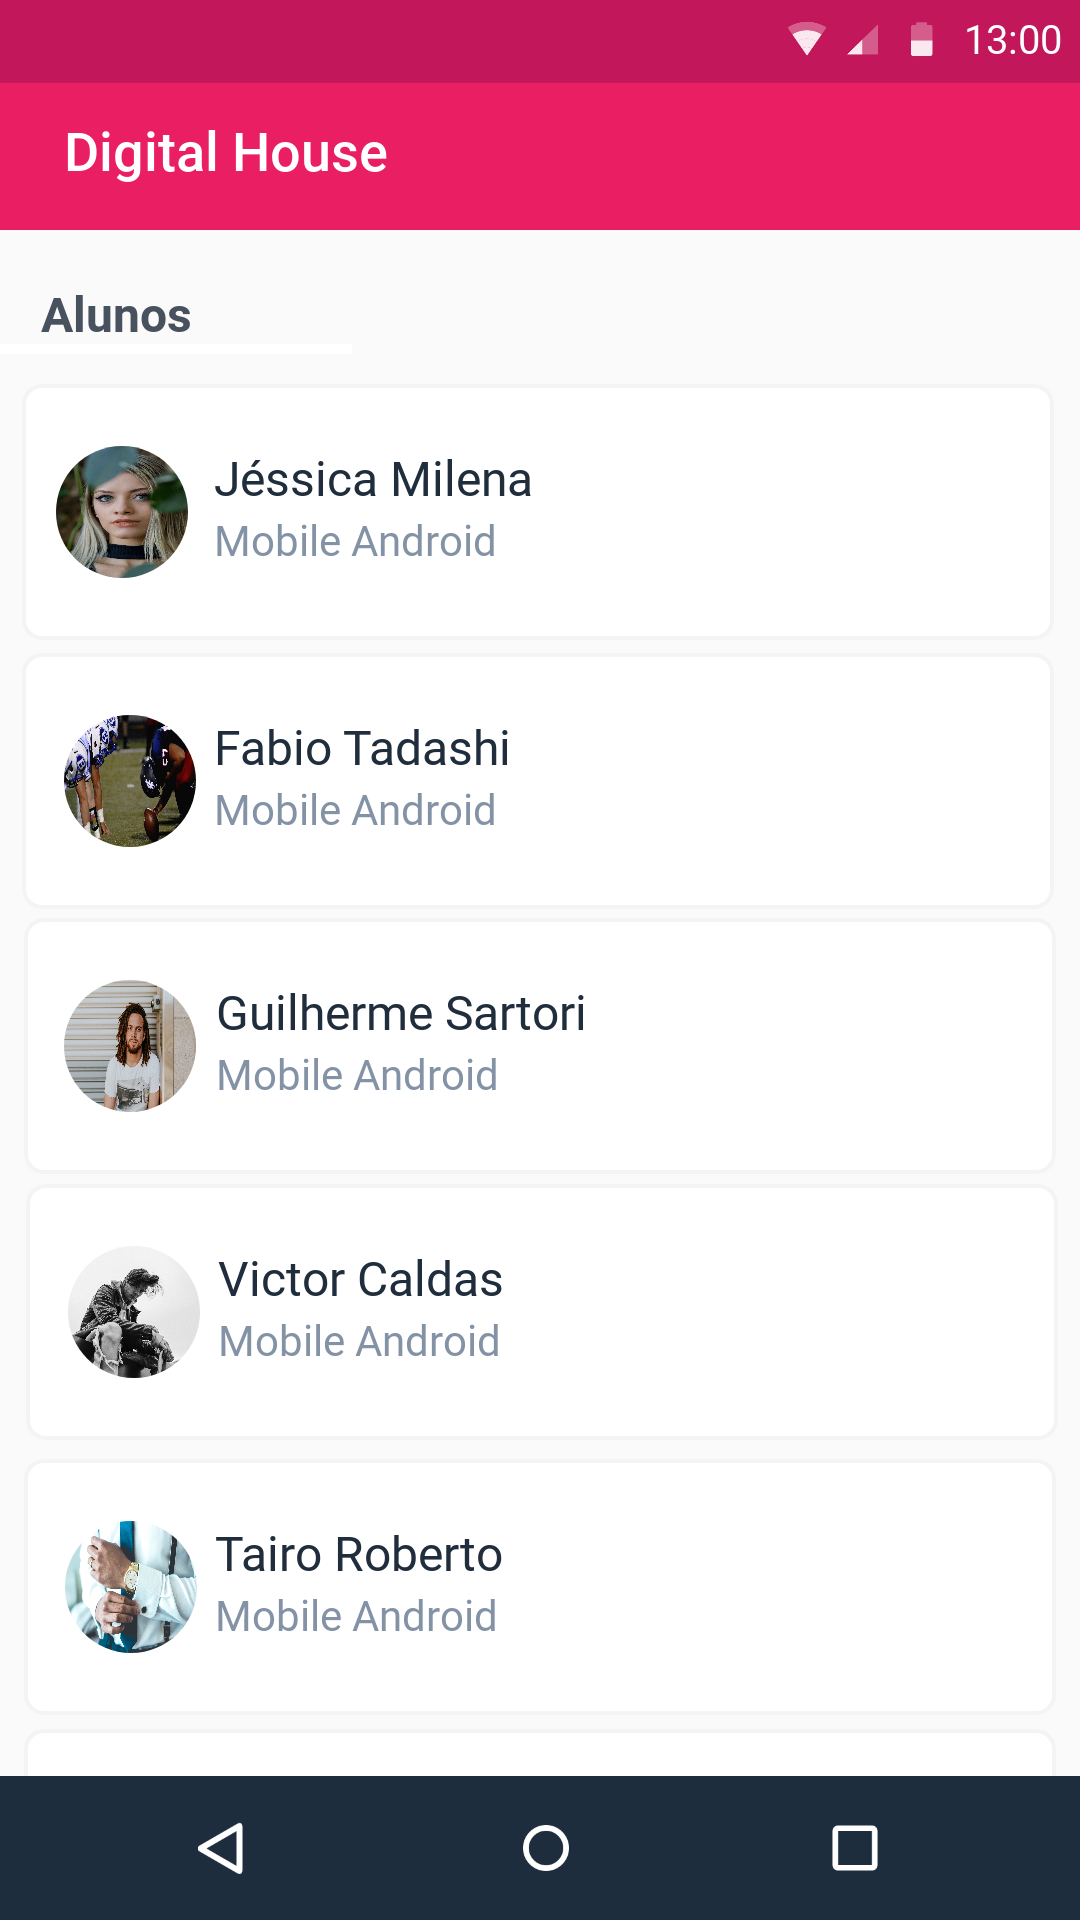 13:00
Digital House
Alunos
Jéssica Milena
Mobile Android
Fabio Tadashi
Mobile Android
Guilherme Sartori
Mobile Android
Victor Caldas
Mobile Android
Tairo Roberto
Mobile Android